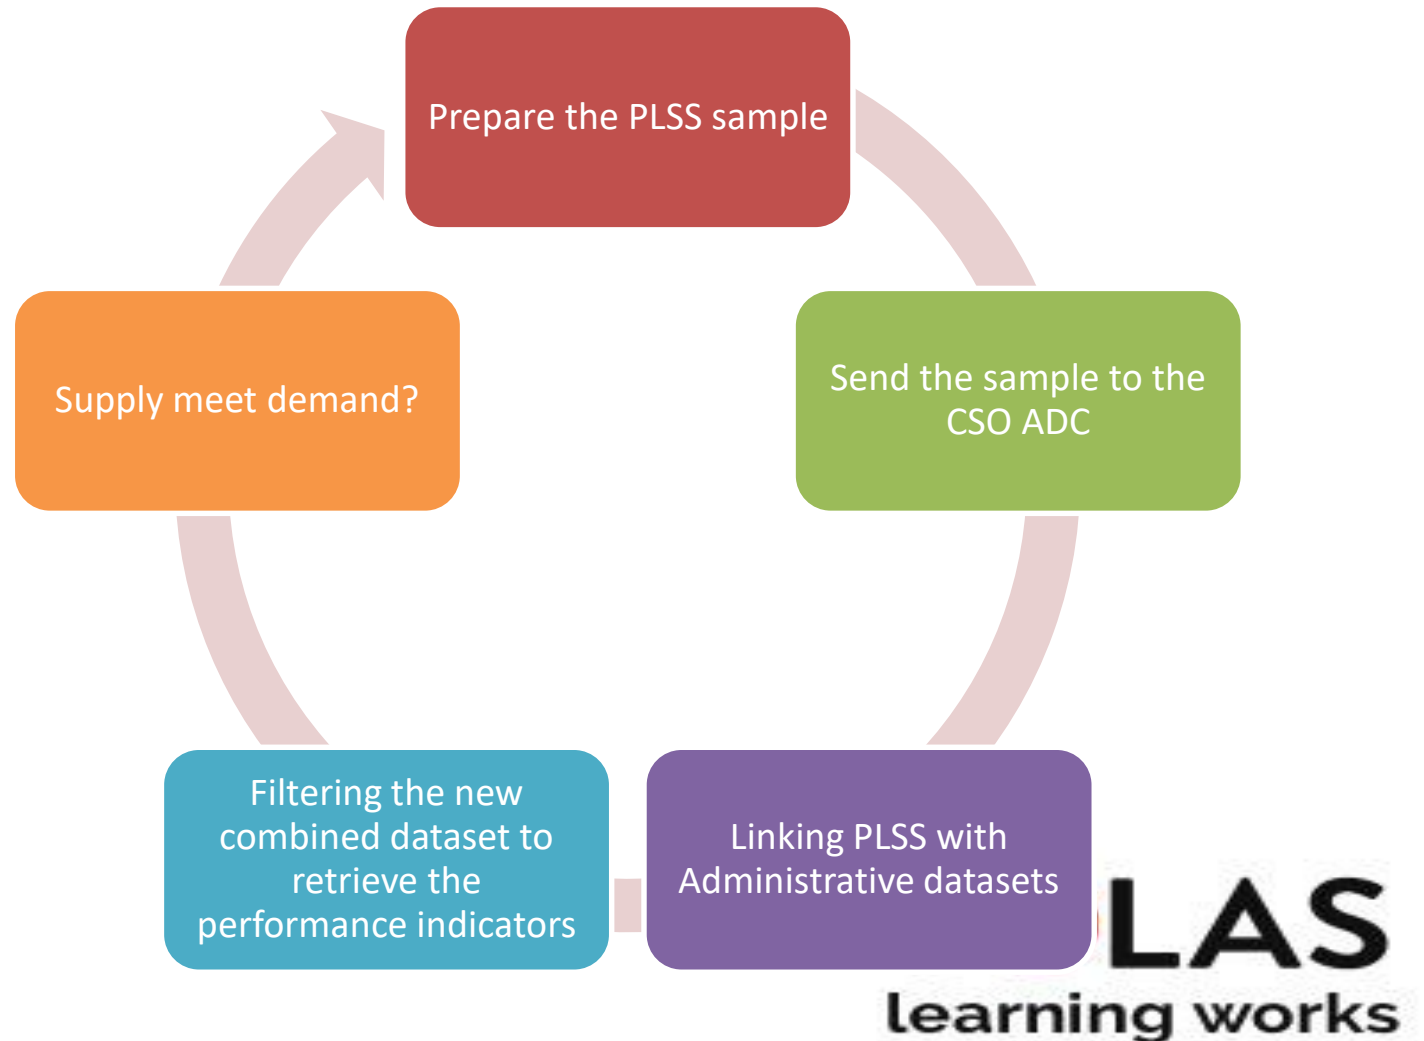 Prepare the PLSS sample
Send the sample to the
CSO ADC
Linking PLSS with
Administrative datasets
Filtering the new
combined dataset to
retrieve the
performance indicators
Supply meet demand?
LAS
learning works